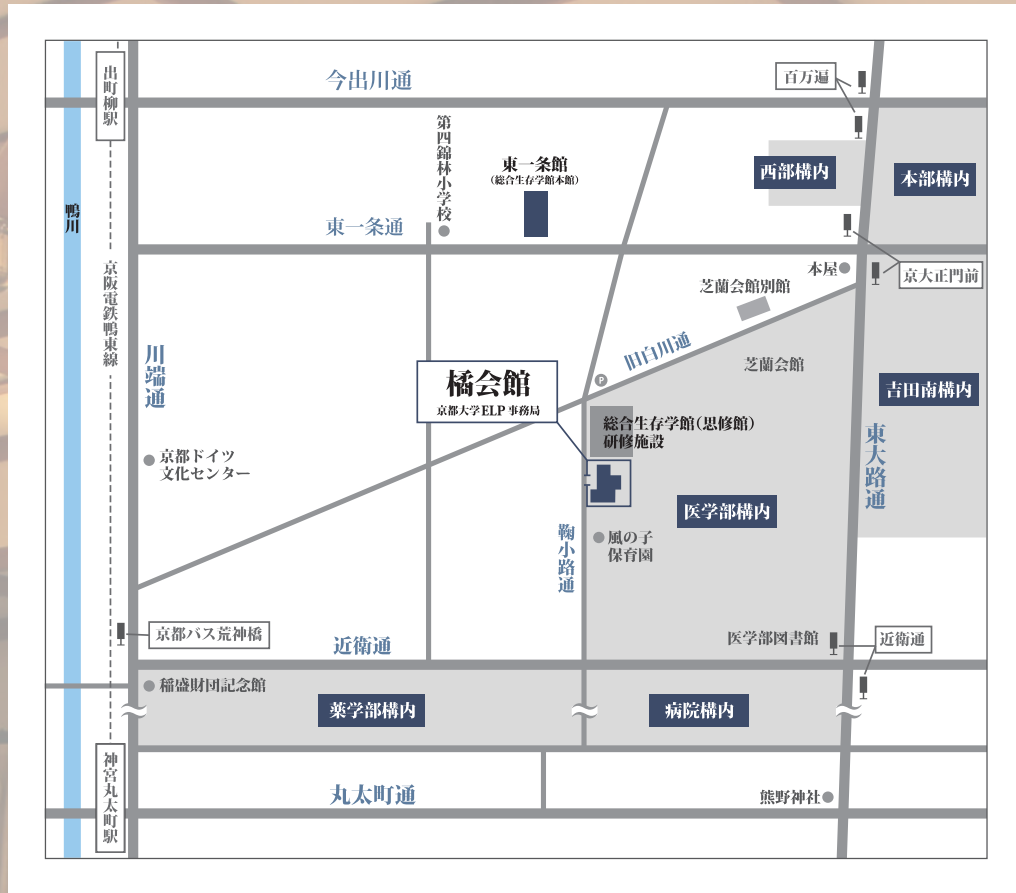 出町柳駅
今出川通
百万遍
第四錦林小学校
東一条館
(総合生存学館本館)
西部構内
本部構内
鴨川
東一条通
京阪電鉄鴨東線
本屋
京大正門前
芝蘭会館別館
旧白川通
芝蘭会館
川端通
橘会館
京都大学ELP 事務局
P
吉田南構内
総合生存学館(思修館)
研修施設
東大路通
京都ドイツ
文化センター
医学部構内
鞠小路通
風の子
保育園
京都バス荒神橋
近衛通
医学部図書館
近衛通
稲盛財団記念館
薬学部構内
病院構内
神宮丸太町駅
丸太町通
熊野神社